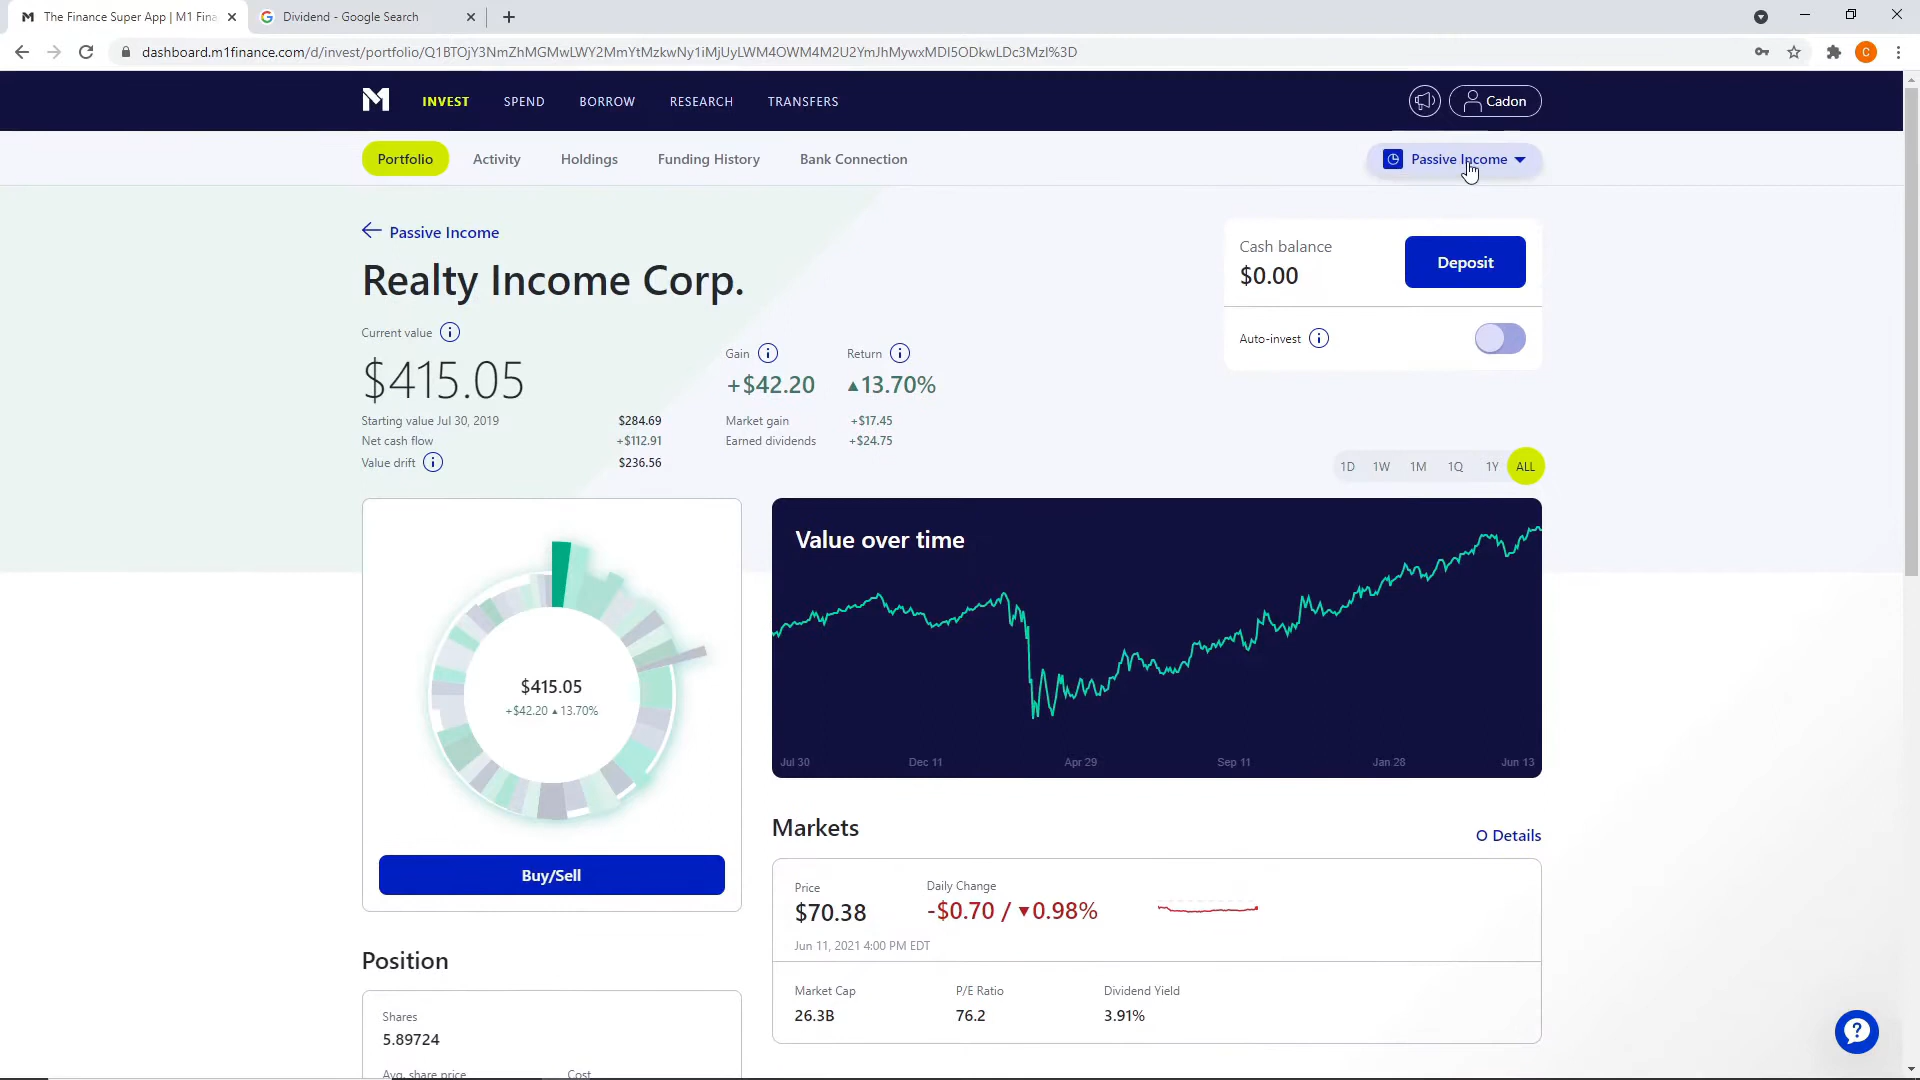 The Finance Super App | M1 Fina
Dividend - Google Search
dashboard.m1finance.com/d/invest/portfolio/
C
INVEST
SPEND
BORROW
RESEARCH
TRANSFERS
Cadon
Portfolio
Activity
Holdings
Funding History
Bank Connection
Passive Income
Passive Income
Realty Income Corp.
Cash balance
$0.00
Deposit
Auto-invest
Current value
$415.05
Starting value Jul 30, 2019 $284.69
Net cash flow +$112.91
Value drift $236.56
Gain
+$42.20
Return
13.70%
Market gain +$17.45
Earned dividends +$24.75
1D 1W 1M 1Q 1Y ALL
$415.05
+$42.20 ▲ 13.70%
Buy/Sell
Value over time
Jul 30 Dec 11 Apr 29 Sep 11 Jan 28 Jun 13
Markets
Details
Price
$70.38
Daily Change
-$0.70 / ▼0.98%
Jun 11, 2021 4:00 PM EDT
Market Cap
26.3B
P/E Ratio
76.2
Dividend Yield
3.91%
Position
Shares
5.89724
Avg. share price Cost